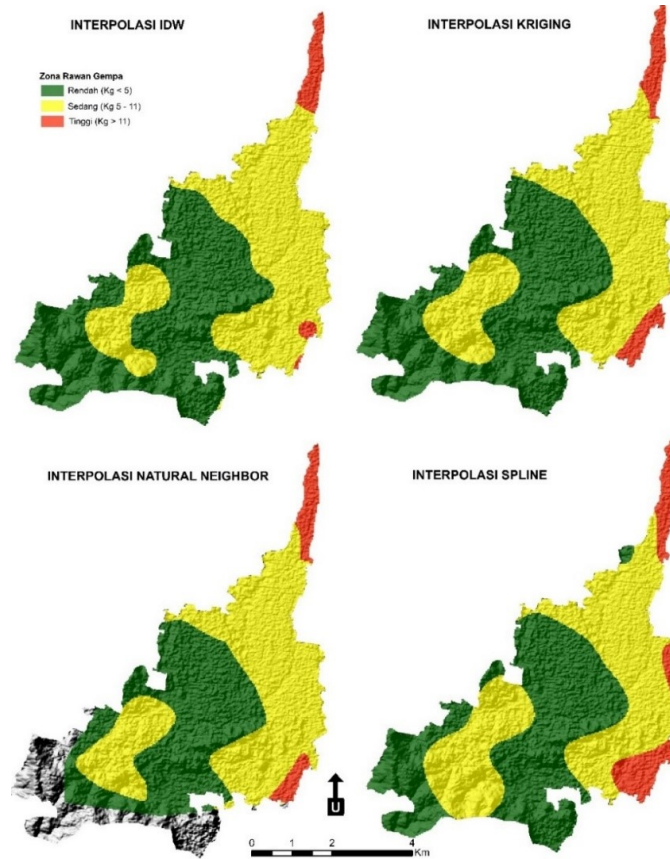 INTERPOLASI IDW
INTERPOLASI KRIGING
Zona Rawan Gempa
Rendah (Kg < 5)
Sedang (Kg 5 - 11)
Tinggi (Kg > 11)
INTERPOLASI NATURAL NEIGHBOR
INTERPOLASI SPLINE
U
0 1 2 4
Km